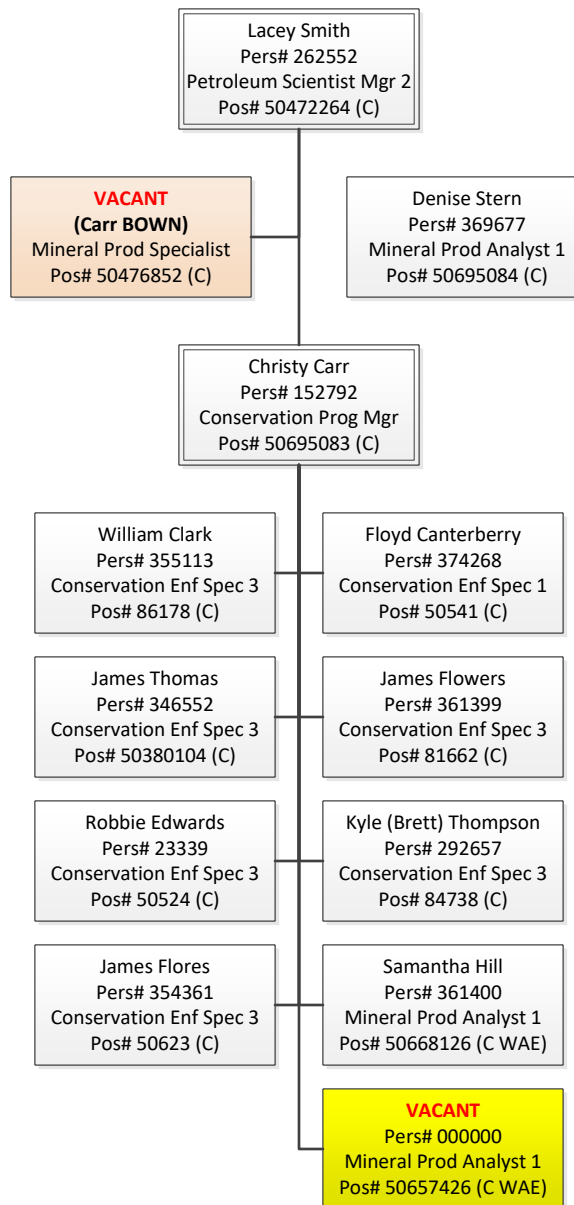 Lacey Smith
Pers# 262552
Petroleum Scientist Mgr 2
Pos# 50472264 (C)
VACANT
(Carr BOWN)
Mineral Prod Specialist
Pos# 50476852 (C)
Denise Stern
Pers# 369677
Mineral Prod Analyst 1
Pos# 50695084 (C)
Christy Carr
Pers# 152792
Conservation Prog Mgr
Pos# 50695083 (C)
William Clark
Pers# 355113
Conservation Enf Spec 3
Pos# 86178 (C)
Floyd Canterberry
Pers# 374268
Conservation Enf Spec 1
Pos# 50541 (C)
James Thomas
Pers# 346552
Conservation Enf Spec 3
Pos# 50380104 (C)
James Flowers
Pers# 361399
Conservation Enf Spec 3
Pos# 81662 (C)
Robbie Edwards
Pers# 23339
Conservation Enf Spec 3
Pos# 50524 (C)
Kyle (Brett) Thompson
Pers# 292657
Conservation Enf Spec 3
Pos# 84738 (C)
James Flores
Pers# 354361
Conservation Enf Spec 3
Pos# 50623 (C)
Samantha Hill
Pers# 361400
Mineral Prod Analyst 1
Pos# 50668126 (C WAE)
VACANT
Pers# 000000
Mineral Prod Analyst 1
Pos# 50657426 (C WAE)